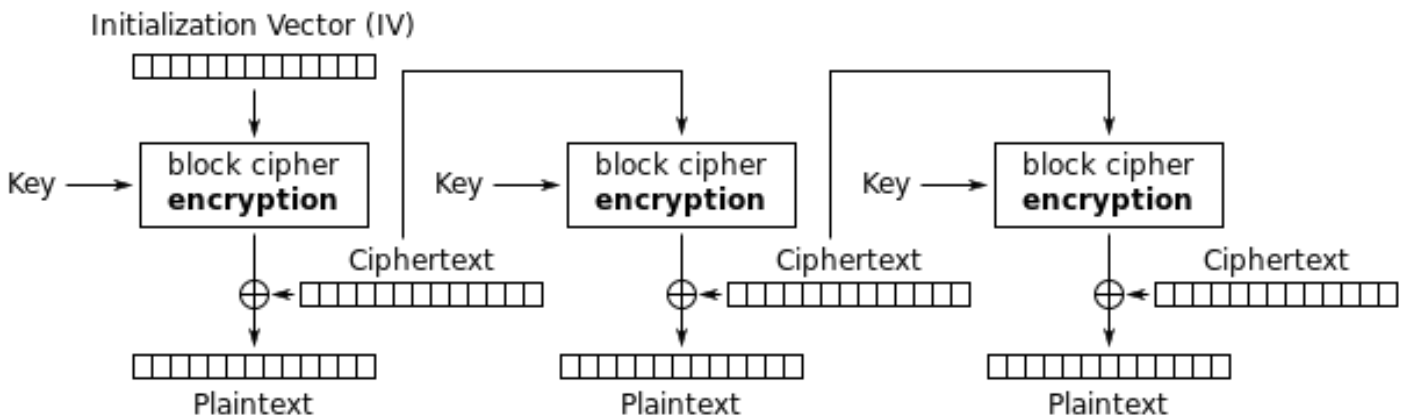 Initialization Vector (IV)
Key
block cipher
encryption
Key
block cipher
encryption
Key
block cipher
encryption
Ciphertext
Ciphertext
Ciphertext
Plaintext
Plaintext
Plaintext